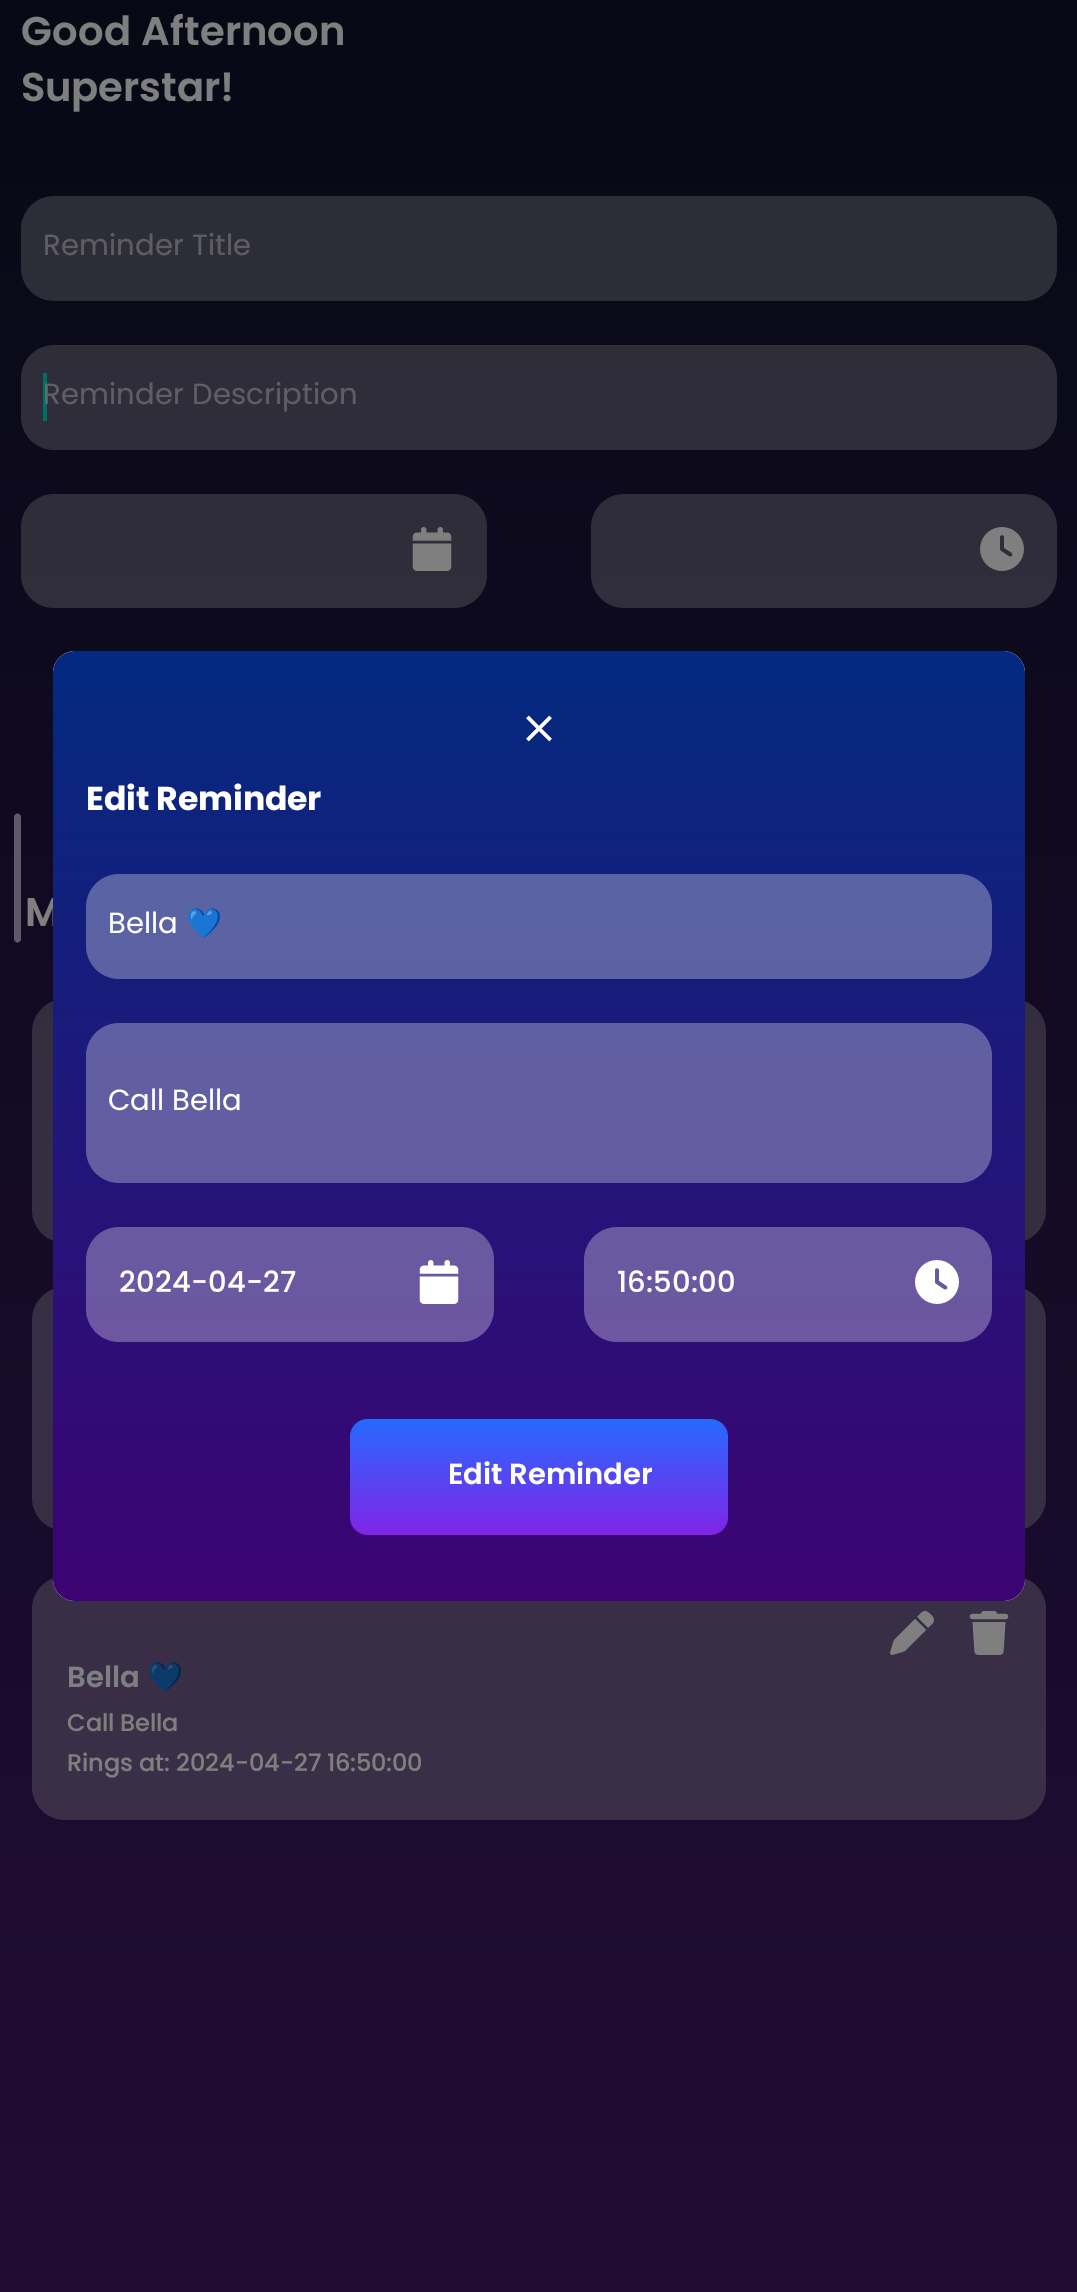 Good Afternoon
Superstar!
Reminder Title
Reminder Description
Edit Reminder
Bella 💙
Call Bella
2024-04-27
16:50:00
Edit Reminder
Bella 💙
Call Bella
Rings at: 2024-04-27 16:50:00